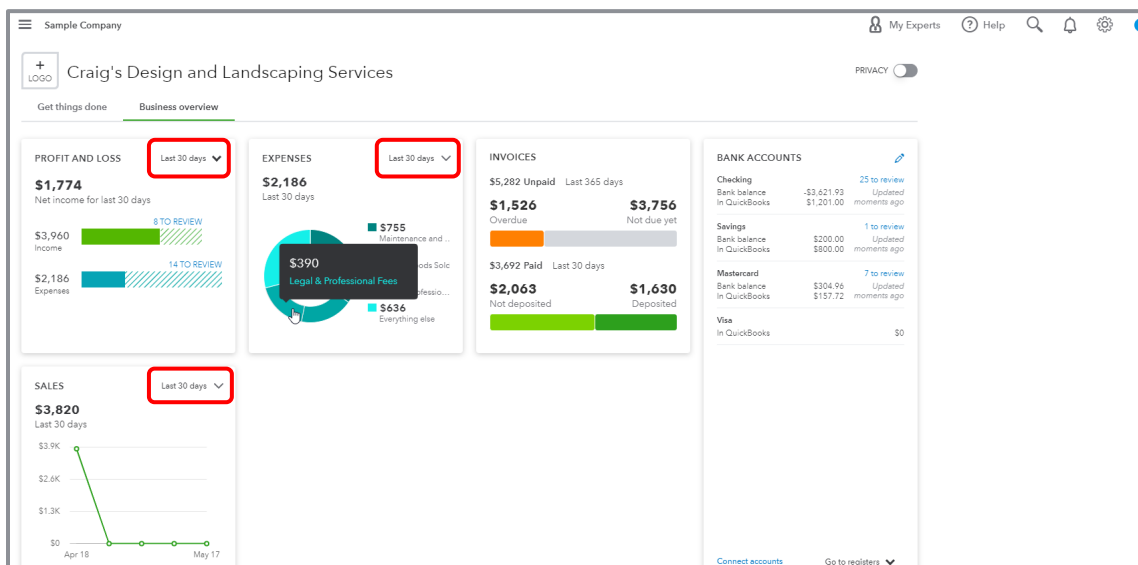 Sample Company
My Experts
Help
+
LOGO
Craig's Design and Landscaping Services
PRIVACY
Get things done
Business overview
PROFIT AND LOSS
Last 30 days
$1,774
Net income for last 30 days
8 TO REVIEW
$3,960
Income
14 TO REVIEW
$2,186
Expenses
EXPENSES
Last 30 days
$2,186
Last 30 days
$755
Maintenance and ..
ods Solc
$390
Legal & Professional Fees
ofessio...
$636
Everything else
INVOICES
$5,282 Unpaid Last 365 days
$1,526 $3,756
Overdue Not due yet
$3,692 Paid Last 30 days
$2,063 $1,630
Not deposited Deposited
BANK ACCOUNTS
Checking 25 to review
Bank balance -$3,621.93 Updated
In QuickBooks $1,201.00 moments ago
Savings 1 to review
Bank balance $200.00 Updated
In QuickBooks $800.00 moments ago
Mastercard 7 to review
Bank balance $304.96 Updated
In QuickBooks $157.72 moments ago
Visa
In QuickBooks $0
Connect accounts Go to registers
SALES
Last 30 days
$3,820
Last 30 days
$3.9K
$2.6K
$1.3K
$0
Apr 18 May 17